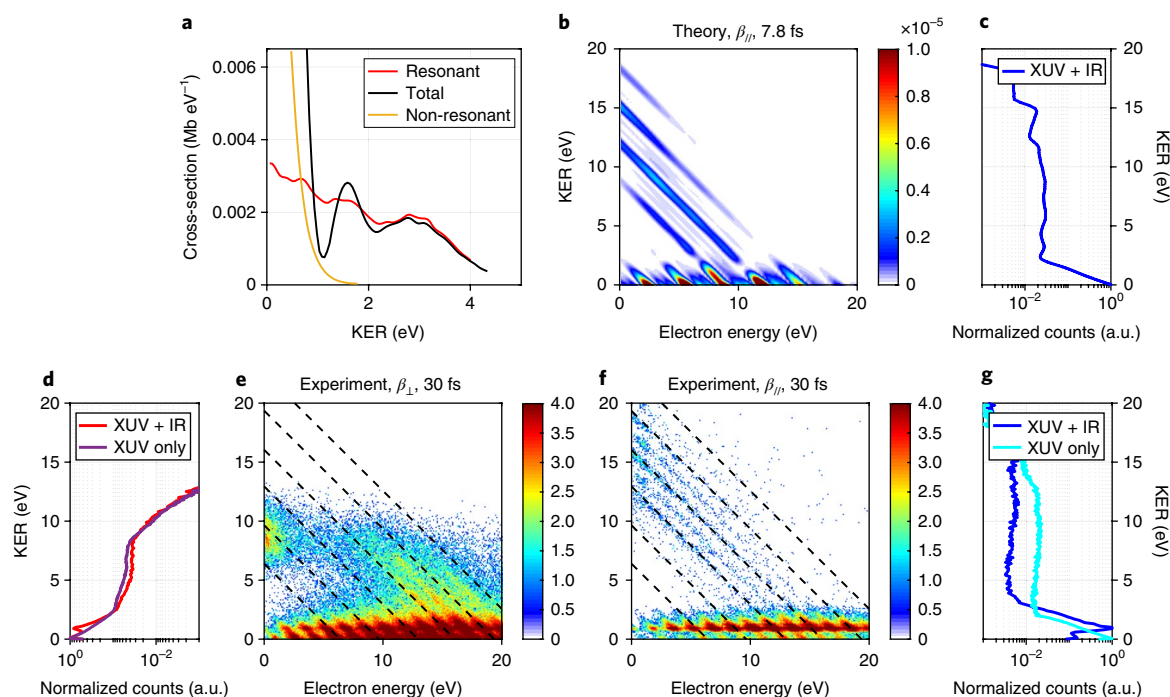 a
Cross-section (Mb eV⁻¹)
0.006
0.004
0.002
0
Resonant
Total
Non-resonant
0 2 4
KER (eV)
b
Theory, β//, 7.8 fs
KER (eV)
20
15
10
5
0
0 5 10 15 20
Electron energy (eV)
×10⁻⁵
1.0
0.8
0.6
0.4
0.2
0
c
XUV + IR
20
15
10
5
0
KER (eV)
10⁻² 10⁰
Normalized counts (a.u.)
d
KER (eV)
20
15
10
5
0
XUV + IR
XUV only
10⁰ 10⁻²
Normalized counts (a.u.)
e
Experiment, β⊥, 30 fs
20
15
10
5
0
0 5 10 15 20
Electron energy (eV)
4.0
3.5
3.0
2.5
2.0
1.5
1.0
0.5
0
f
Experiment, β//, 30 fs
20
15
10
5
0
0 5 10 15 20
Electron energy (eV)
4.0
3.5
3.0
2.5
2.0
1.5
1.0
0.5
0
g
XUV + IR
XUV only
20
15
10
5
0
KER (eV)
10⁻² 10⁰
Normalized counts (a.u.)